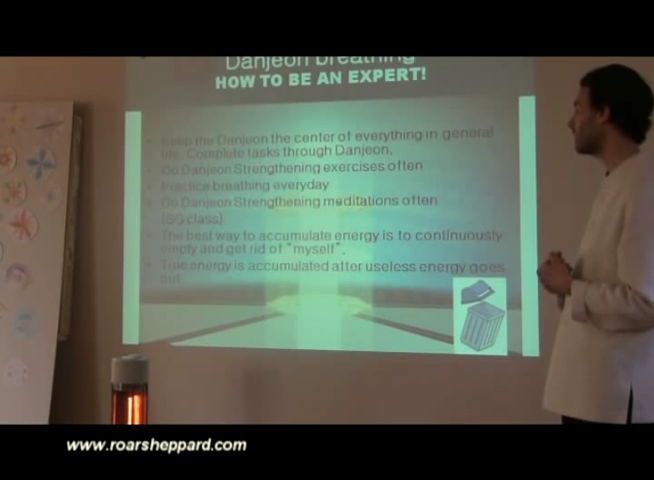 Danjeon breathing
HOW TO BE AN EXPERT!
Keep the Danjeon the center of everything in general
life. Complete tasks through Danjeon.
Do Danjeon Strengthening exercises often
Practice breathing everyday
Do Danjeon Strengthening meditations often
(BG class)
The best way to accumulate energy is to continuously
empty and get rid of "myself".
True energy is accumulated after useless energy goes
out.
www.roarsheppard.com